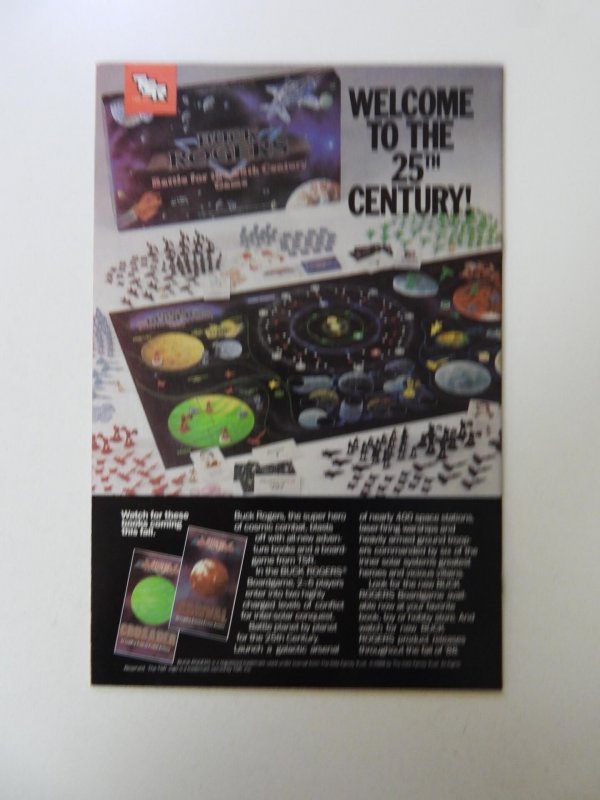 TSR
BUCK
ROGERS
Battle for the 25th Century
Game
WELCOME
TO THE
25TH
CENTURY!
Watch for these
books coming
this fall.
Buck Rogers, the super hero
of cosmic combat, blasts
off with all-new adven-
ture books and a board
game from TSR.
In the BUCK ROGERS®
Boardgame, 2-6 players
enter into two highly
charged levels of conflict
for interstellar conquest.
Battle planet by planet
for the 25th Century.
Launch a galactic arsenal
of nearly 400 space stations,
laser firing warships and
heavily armed ground troops
are commanded by six of the
inner solar system's greatest
heroes and vilest villains.
Look for the new BUCK
ROGERS Boardgame avail-
able now at your favorite
book, toy or hobby store. And
watch for new BUCK
ROGERS product releases
throughout the fall of '88.